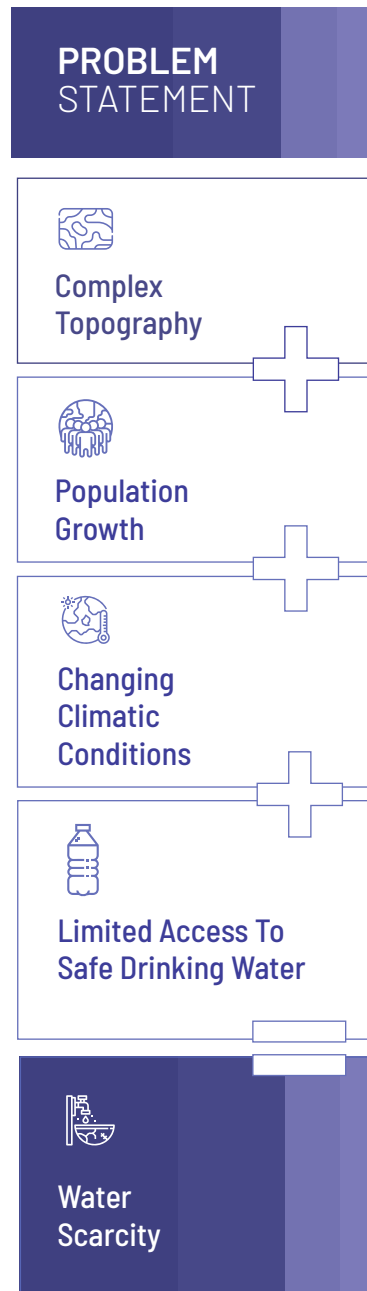 PROBLEM
STATEMENT
Complex
Topography
Population
Growth
Changing
Climatic
Conditions
Limited Access To
Safe Drinking Water
Water
Scarcity